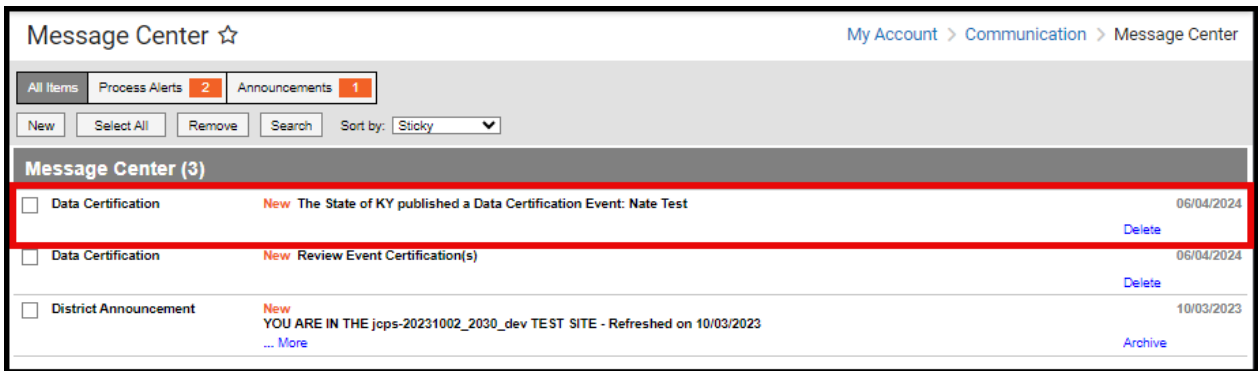 Message Center
My Account > Communication > Message Center
All Items Process Alerts 2 Announcements 1
New Select All Remove Search Sort by: Sticky
Message Center (3)
Data Certification New The State of KY published a Data Certification Event: Nate Test 06/04/2024
Delete
Data Certification New Review Event Certification(s) 06/04/2024
Delete
District Announcement New 10/03/2023
YOU ARE IN THE jcps-20231002_2030_dev TEST SITE - Refreshed on 10/03/2023
... More Archive